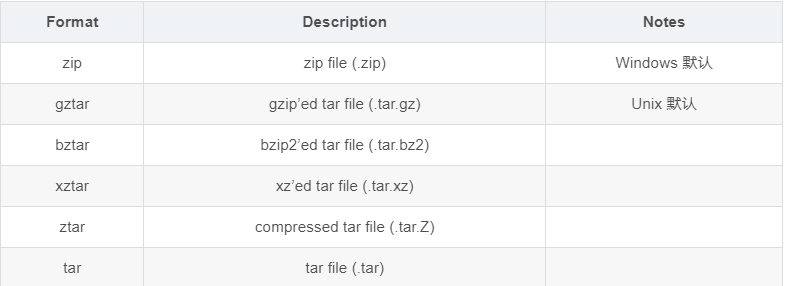 Format Description Notes
zip zip file (.zip) Windows 默认
gztar gzip’ed tar file (.tar.gz) Unix 默认
bztar bzip2’ed tar file (.tar.bz2)
xztar xz’ed tar file (.tar.xz)
ztar compressed tar file (.tar.Z)
tar tar file (.tar)